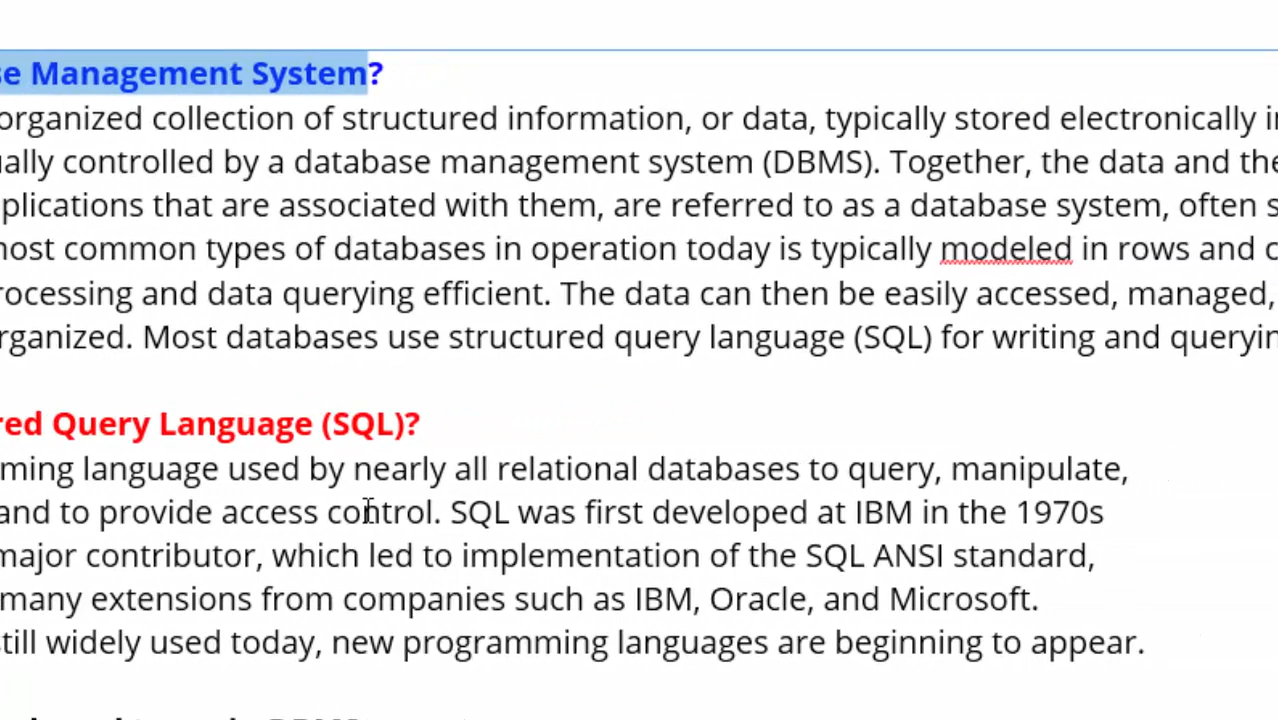 se Management System?
organized collection of structured information, or data, typically stored electronically in
ually controlled by a database management system (DBMS). Together, the data and the
plications that are associated with them, are referred to as a database system, often s
most common types of databases in operation today is typically modeled in rows and c
rocessing and data querying efficient. The data can then be easily accessed, managed,
rganized. Most databases use structured query language (SQL) for writing and queryin
red Query Language (SQL)?
ming language used by nearly all relational databases to query, manipulate,
and to provide access control. SQL was first developed at IBM in the 1970s
major contributor, which led to implementation of the SQL ANSI standard,
many extensions from companies such as IBM, Oracle, and Microsoft.
still widely used today, new programming languages are beginning to appear.